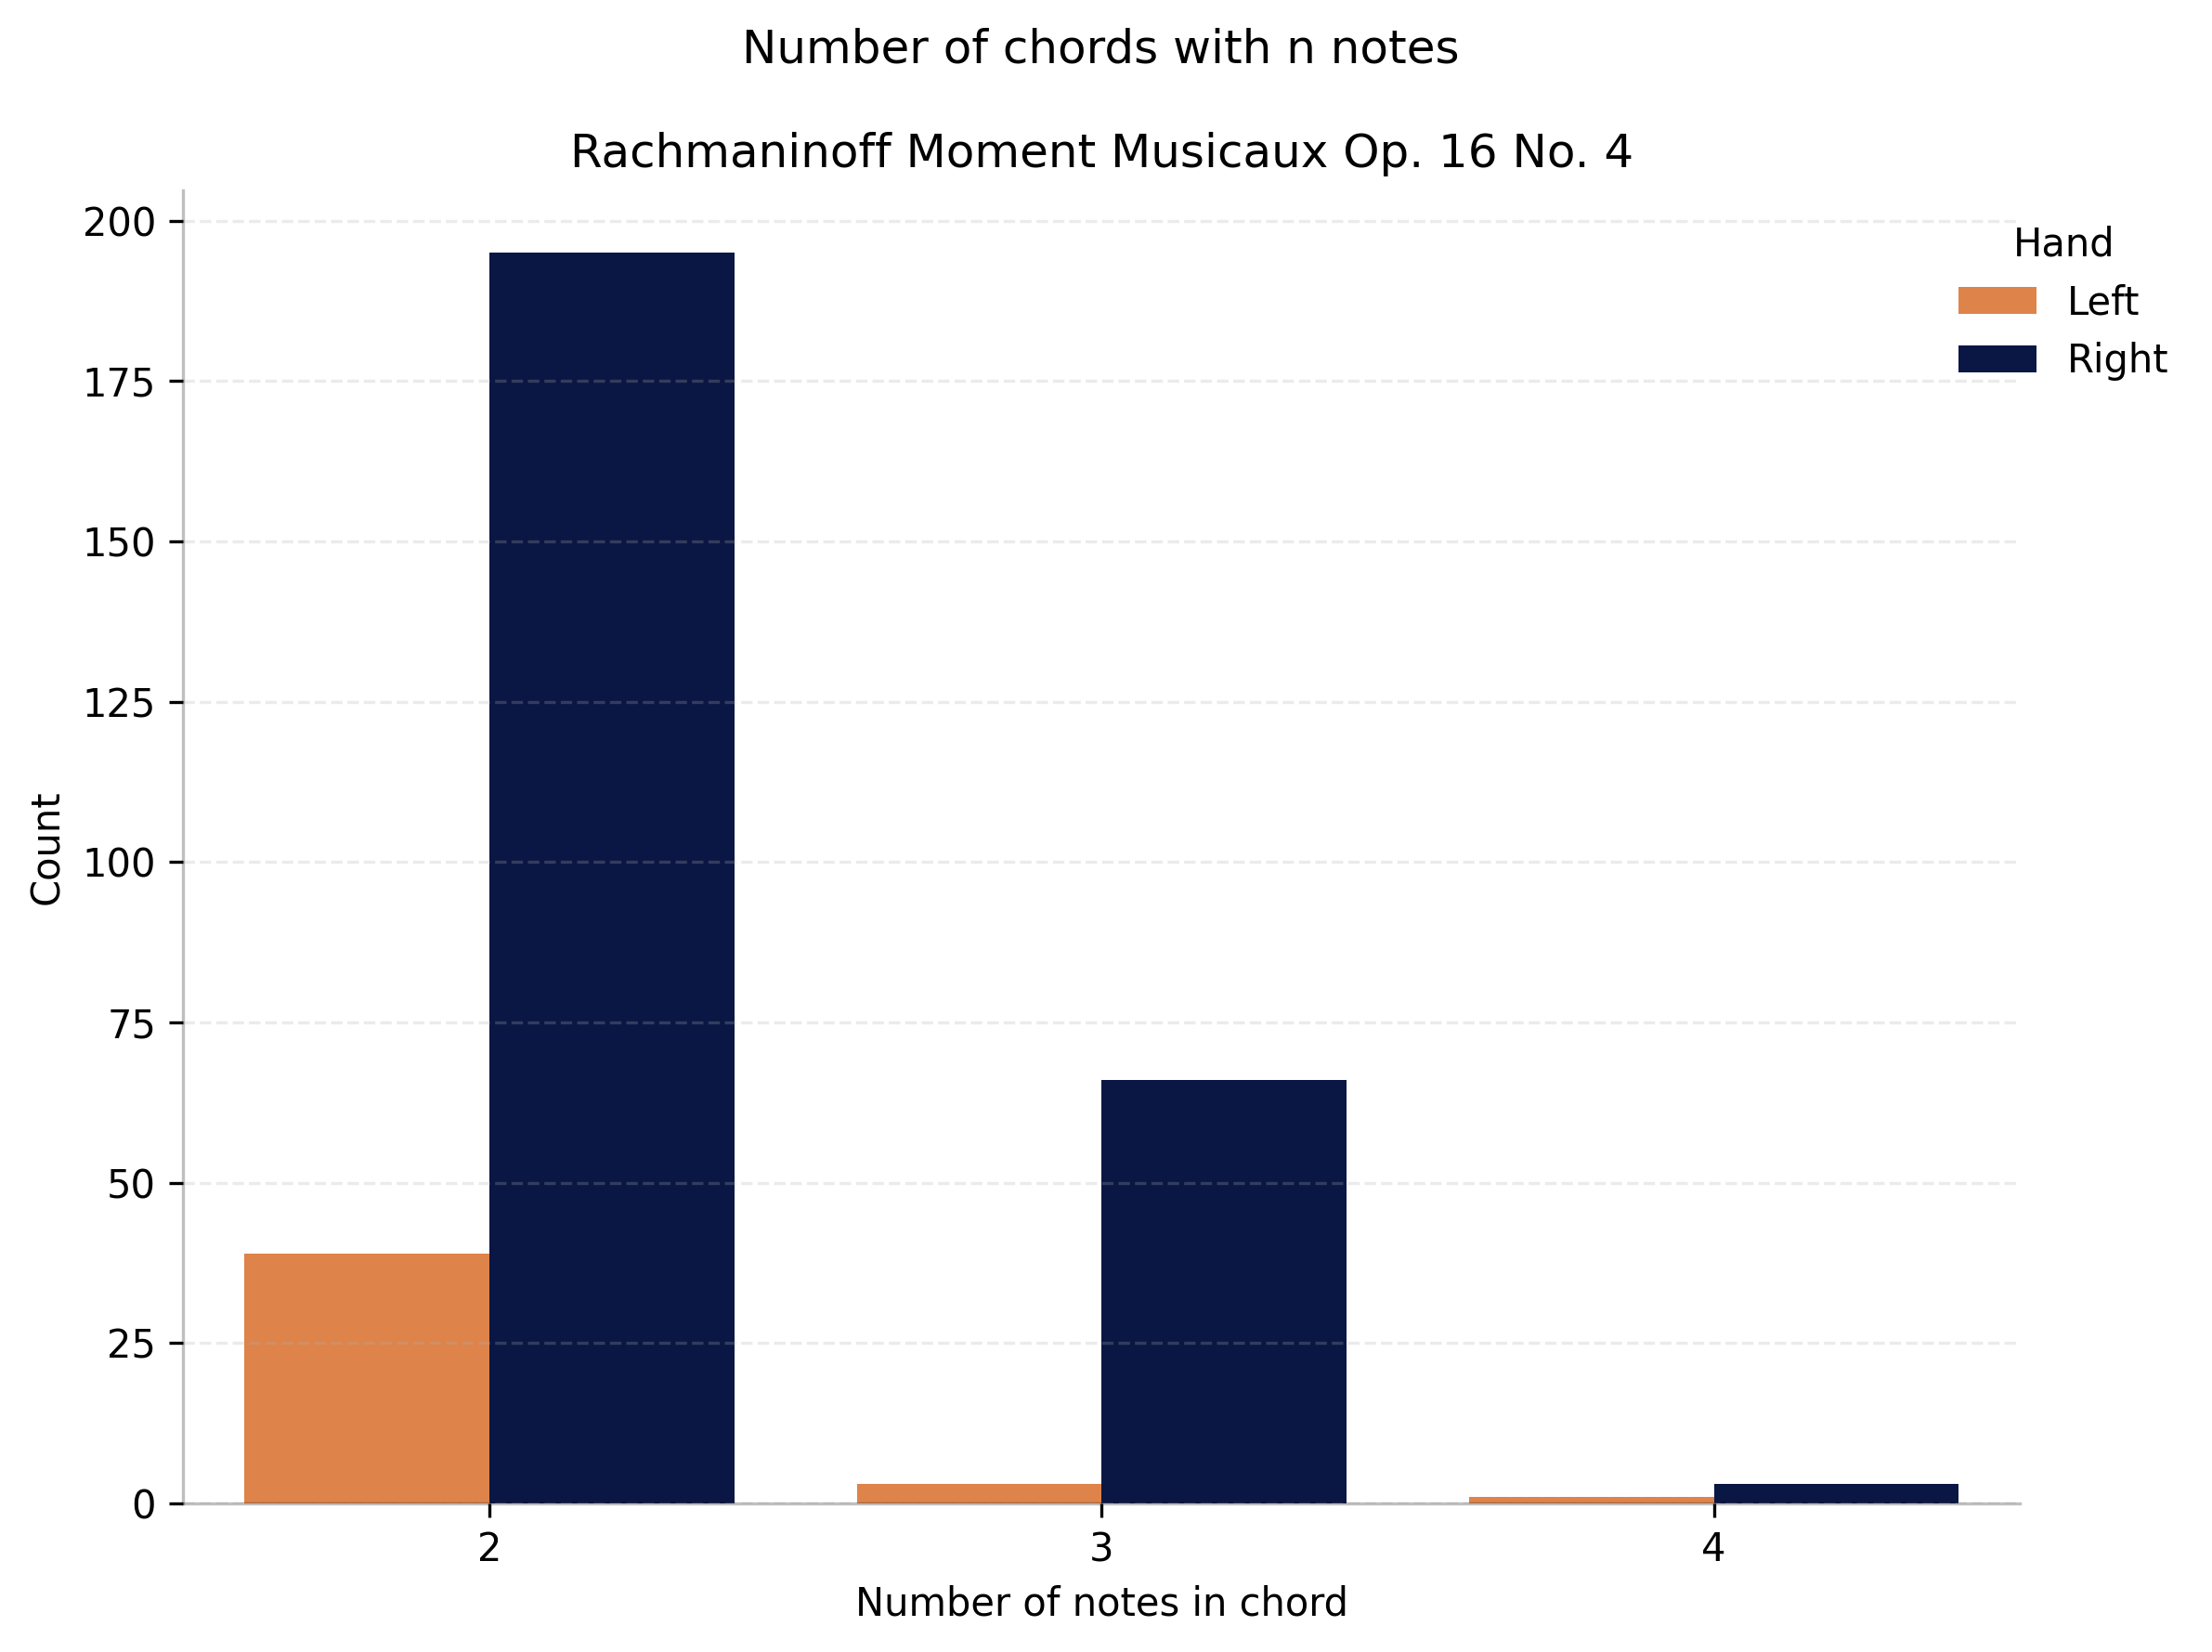 Number of chords with n notes
Rachmaninoff Moment Musicaux Op. 16 No. 4
200
175
150
125
100
75
50
25
0
Count
2
3
4
Number of notes in chord
Hand
Left
Right